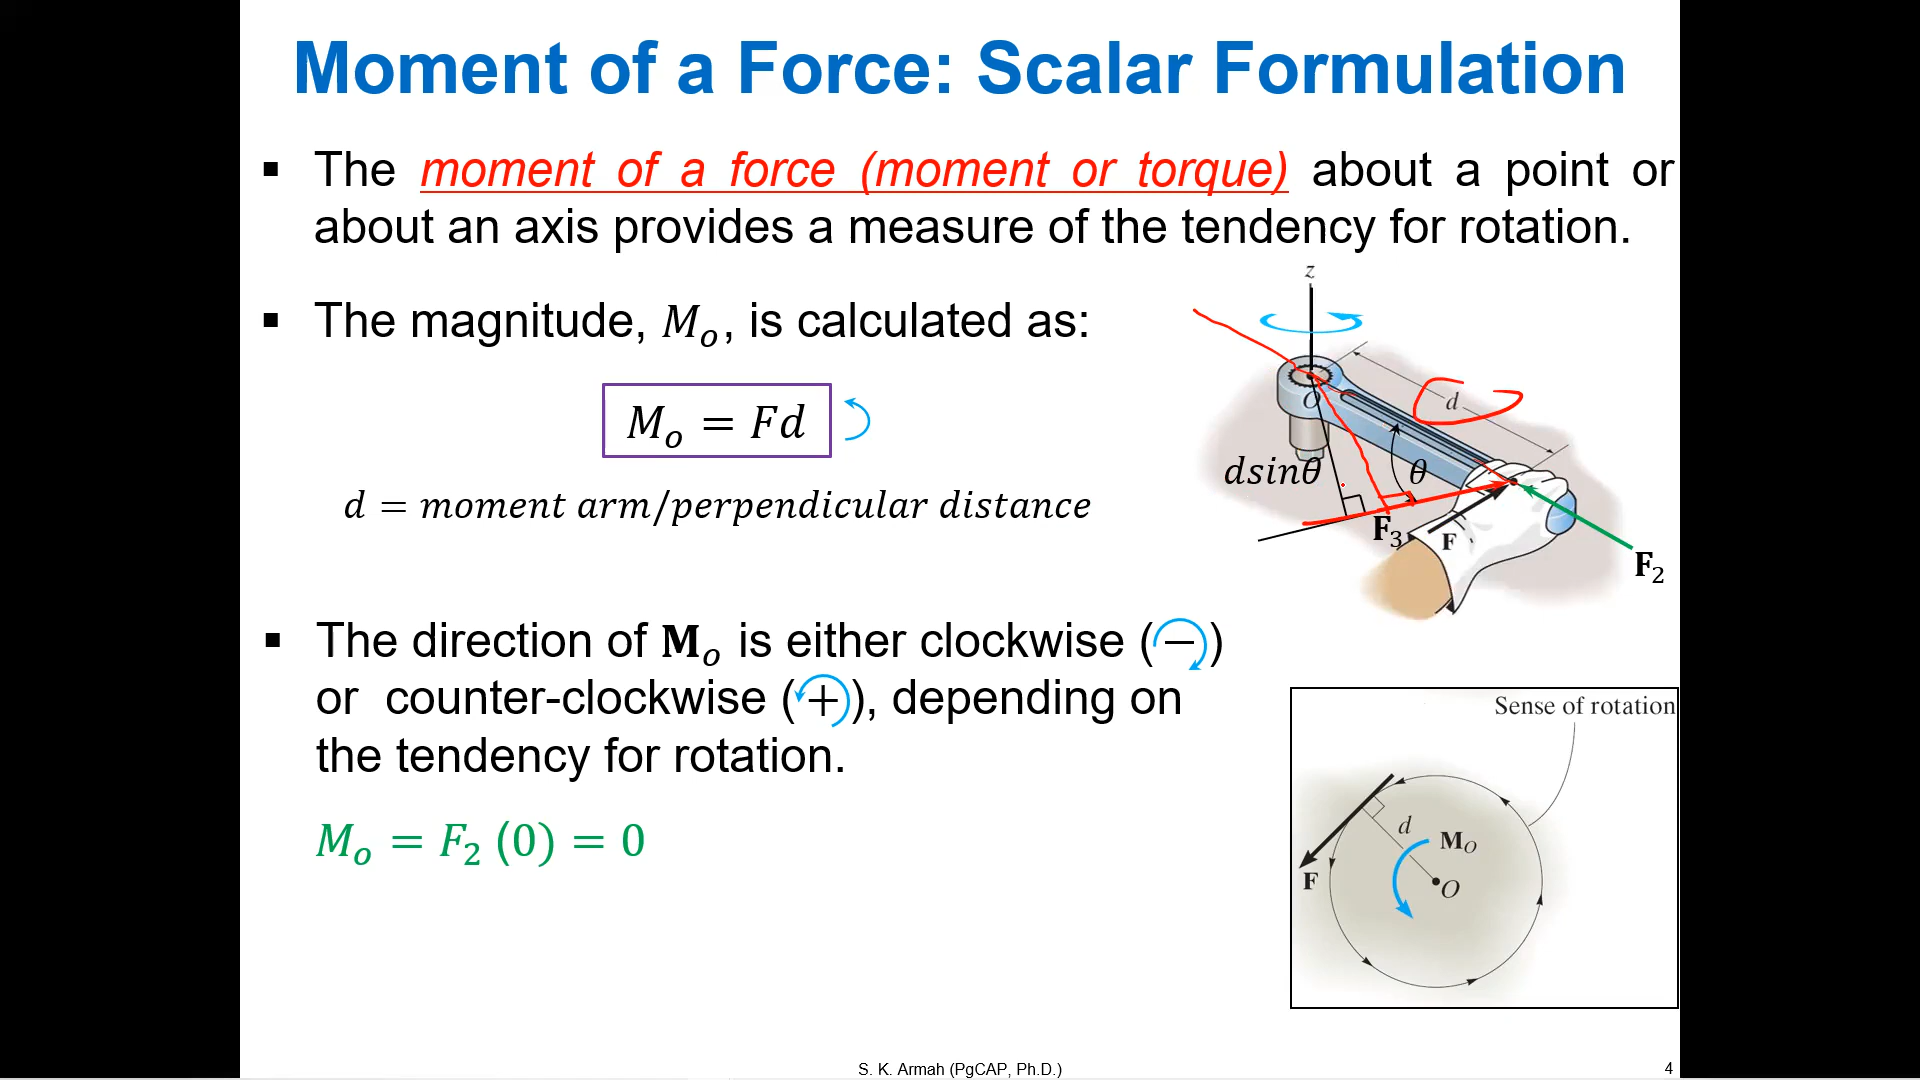 Moment of a Force: Scalar Formulation
▪ The moment of a force (moment or torque) about a point or
about an axis provides a measure of the tendency for rotation.
▪ The magnitude, Mₒ, is calculated as:
Mₒ = Fd
d = moment arm/perpendicular distance
z
O
d
dsinθ
θ
F₃
F
F₂
▪ The direction of Mₒ is either clockwise (−)
or counter-clockwise (+), depending on
the tendency for rotation.
Mₒ = F₂ (0) = 0
Sense of rotation
d
M_O
F
O
S. K. Armah (PgCAP, Ph.D.)
4